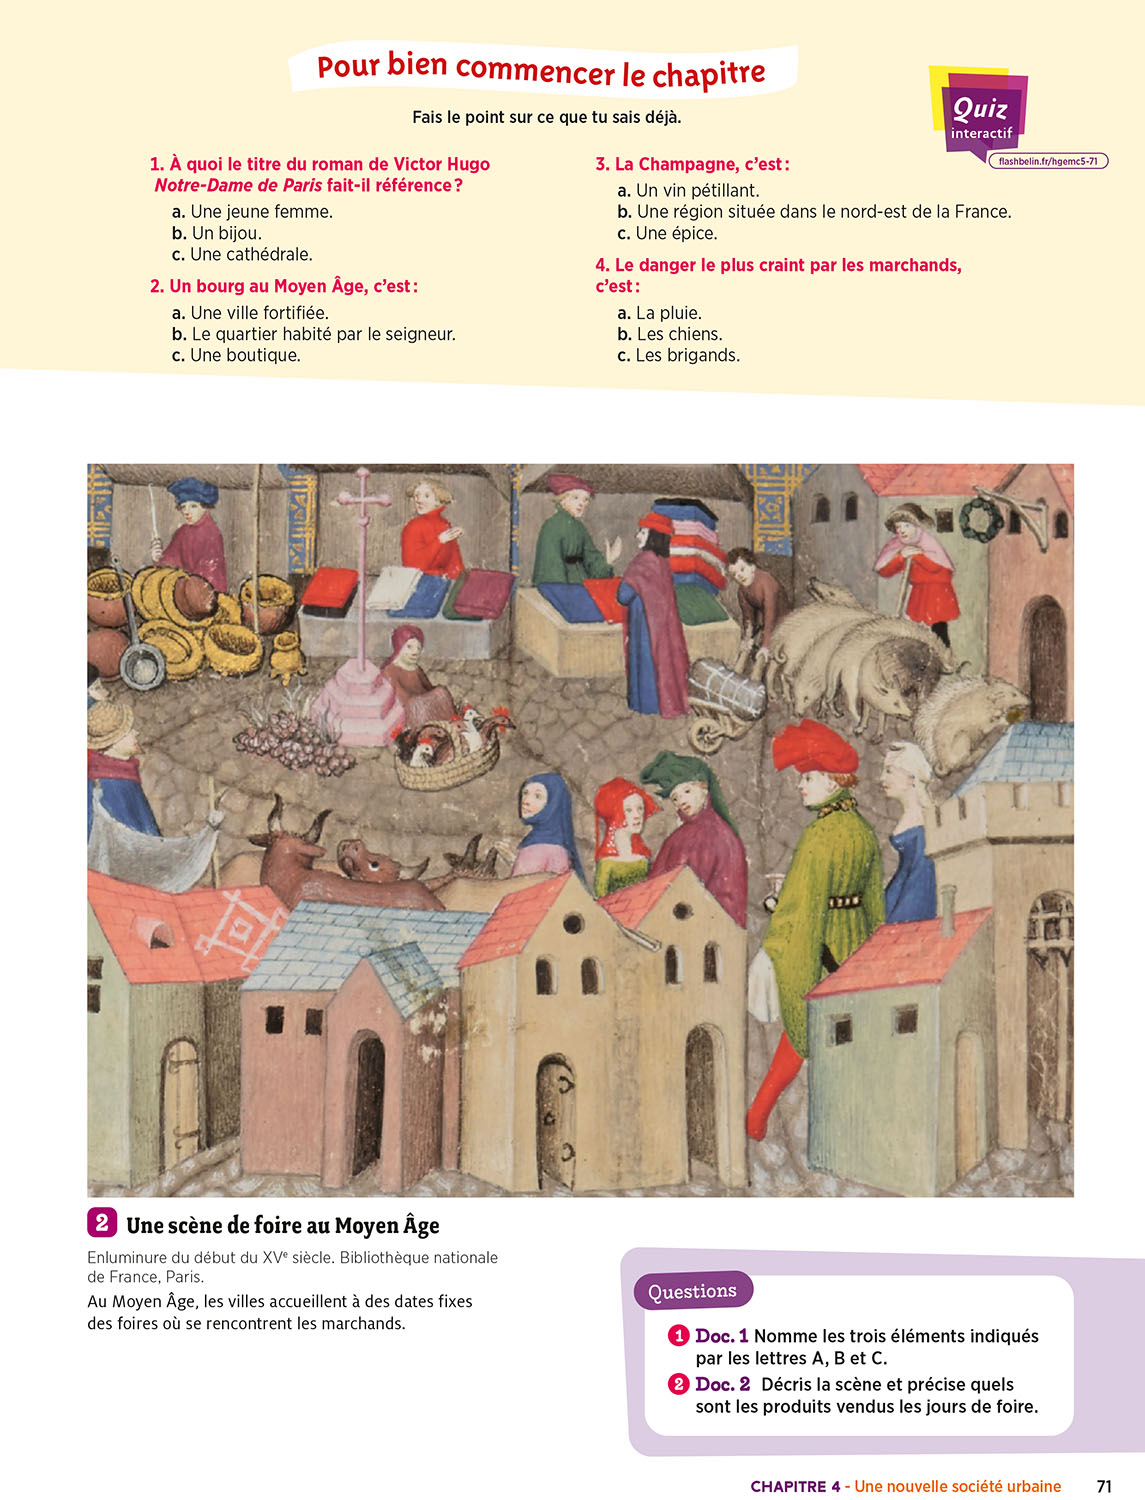 Pour bien commencer le chapitre
Fais le point sur ce que tu sais déjà.
Quiz
interactif
flashbelin.fr/hgemc5-71
1. À quoi le titre du roman de Victor Hugo
Notre-Dame de Paris fait-il référence ?
a. Une jeune femme.
b. Un bijou.
c. Une cathédrale.
2. Un bourg au Moyen Âge, c'est :
a. Une ville fortifiée.
b. Le quartier habité par le seigneur.
c. Une boutique.
3. La Champagne, c'est :
a. Un vin pétillant.
b. Une région située dans le nord-est de la France.
c. Une épice.
4. Le danger le plus craint par les marchands,
c'est :
a. La pluie.
b. Les chiens.
c. Les brigands.
2 Une scène de foire au Moyen Âge
Enluminure du début du XVe siècle. Bibliothèque nationale
de France, Paris.
Au Moyen Âge, les villes accueillent à des dates fixes
des foires où se rencontrent les marchands.
Questions
1 Doc. 1 Nomme les trois éléments indiqués
par les lettres A, B et C.
2 Doc. 2 Décris la scène et précise quels
sont les produits vendus les jours de foire.
CHAPITRE 4 - Une nouvelle société urbaine 71